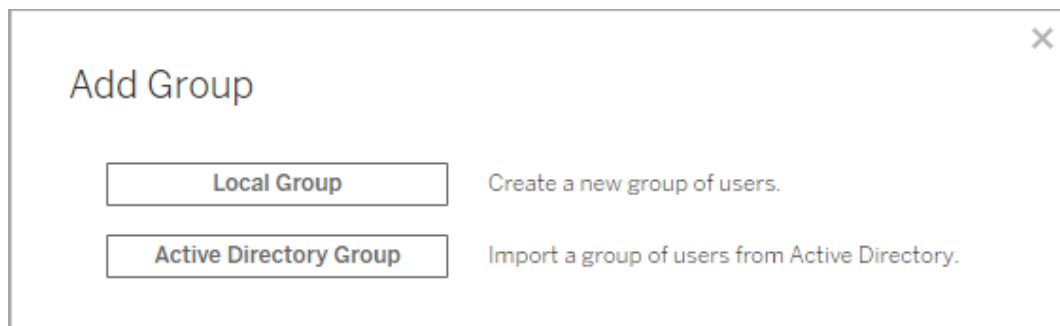 Add Group
Local Group Create a new group of users.
Active Directory Group Import a group of users from Active Directory.